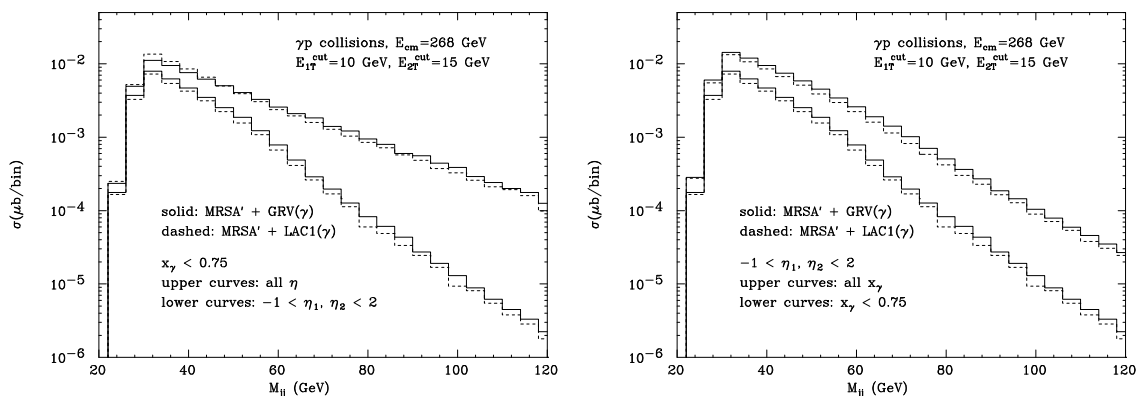 γp collisions, E_cm=268 GeV
E_1T^cut=10 GeV, E_2T^cut=15 GeV
10^−2
10^−3
10^−4
10^−5
10^−6
σ(μb/bin)
solid: MRSA′ + GRV(γ)
dashed: MRSA′ + LAC1(γ)
x_γ < 0.75
upper curves: all η
lower curves: −1 < η_1, η_2 < 2
20 40 60 80 100 120
M_jj (GeV)
γp collisions, E_cm=268 GeV
E_1T^cut=10 GeV, E_2T^cut=15 GeV
10^−2
10^−3
10^−4
10^−5
10^−6
σ(μb/bin)
solid: MRSA′ + GRV(γ)
dashed: MRSA′ + LAC1(γ)
−1 < η_1, η_2 < 2
upper curves: all x_γ
lower curves: x_γ < 0.75
20 40 60 80 100 120
M_jj (GeV)